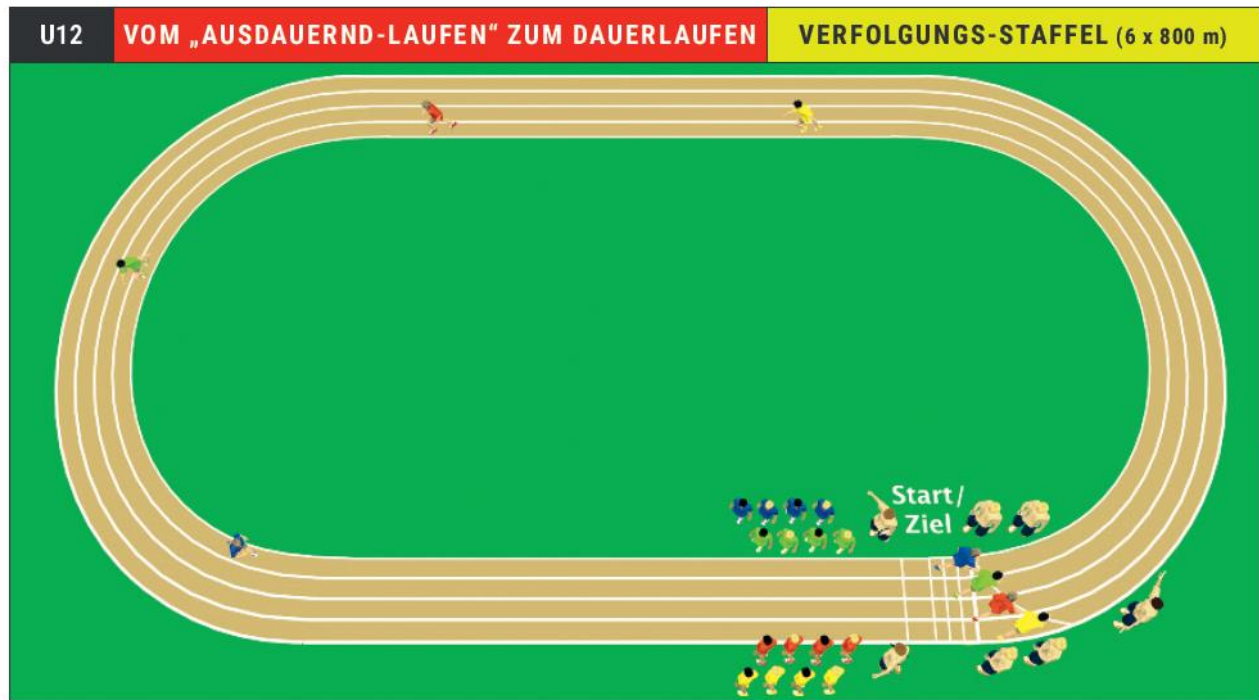 U12 VOM „AUSDAUERND-LAUFEN“ ZUM DAUERLAUFEN VERFOLGUNGS-STAFFEL (6 x 800 m)
Start/
Ziel